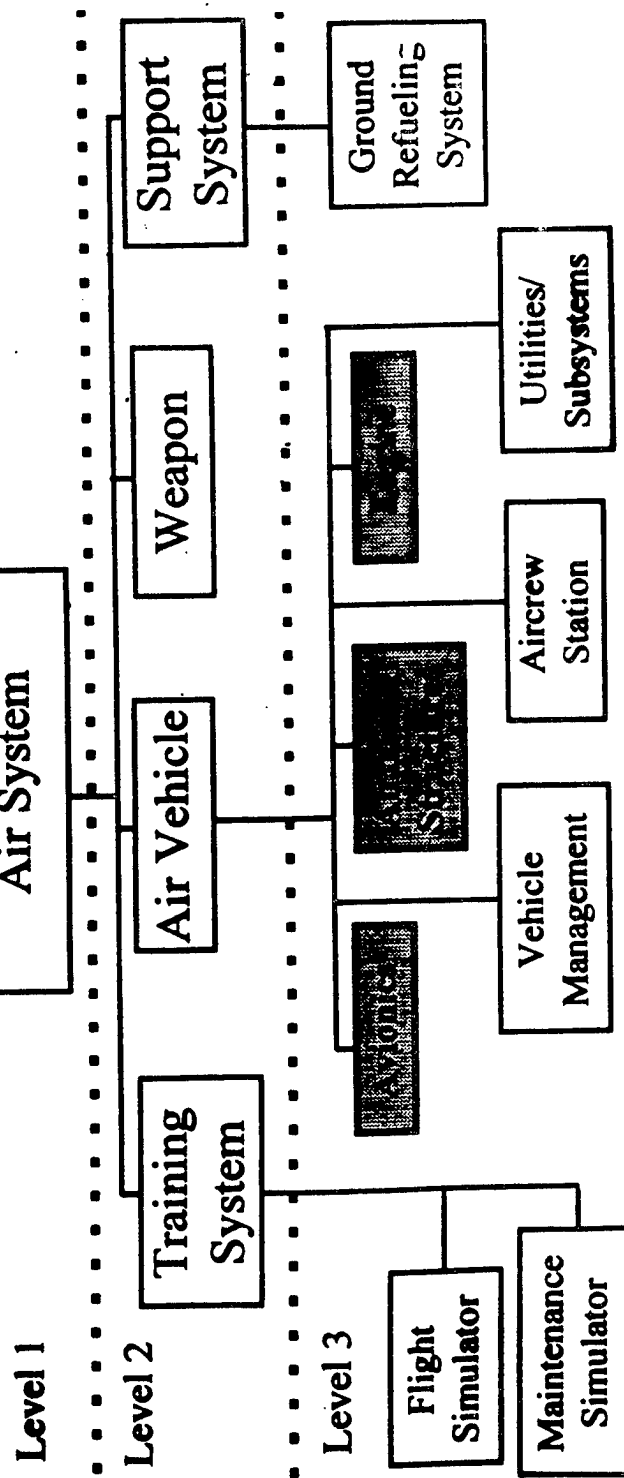 Level 1
Air System
Level 2
Training
System
Air Vehicle
Weapon
Support
System
Level 3
Flight
Simulator
Maintenance
Simulator
Avionics
Vehicle
Management
Aircrew
Station
Utilities/
Subsystems
Ground
Refueling
System